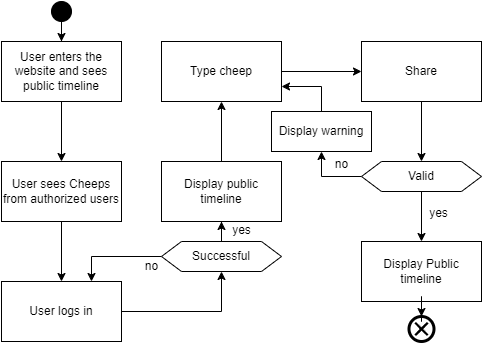 User enters the
website and sees
public timeline
User sees Cheeps
from authorized users
User logs in
no
Successful
yes
Display public
timeline
Type cheep
Share
Display warning
no
Valid
yes
Display Public
timeline